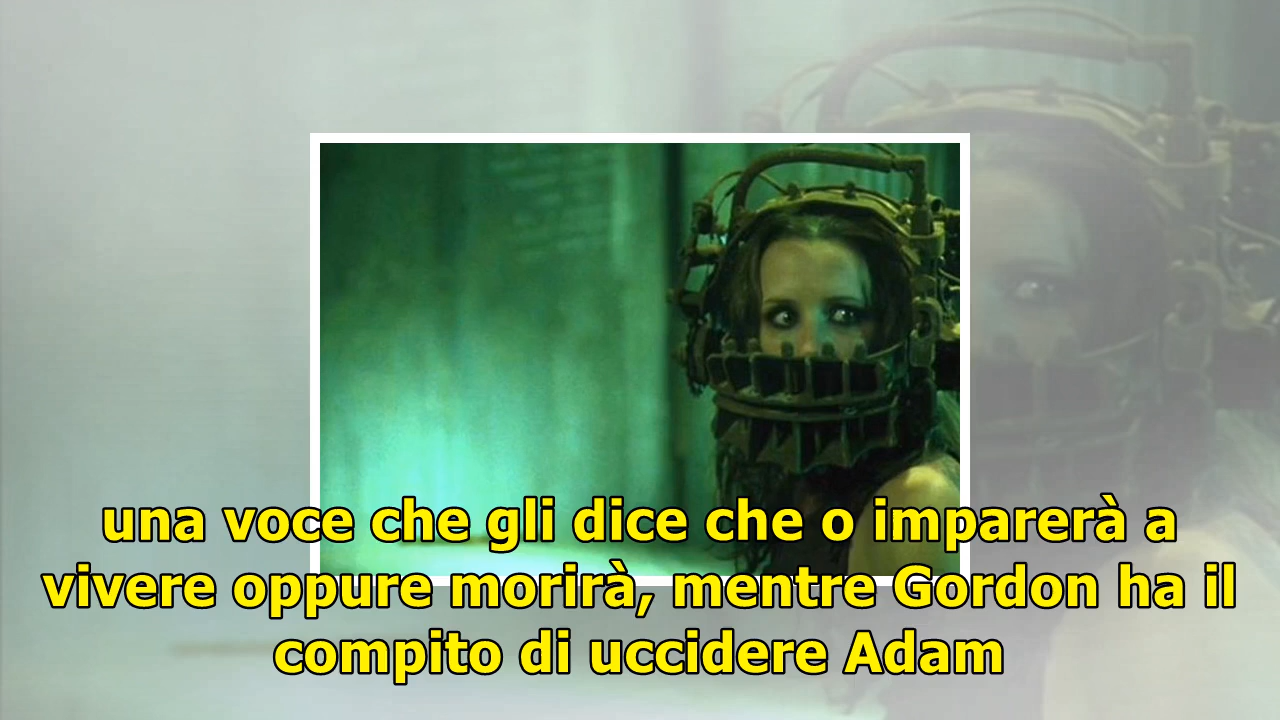 una voce che gli dice che o imparerà a
vivere oppure morirà, mentre Gordon ha il
compito di uccidere Adam